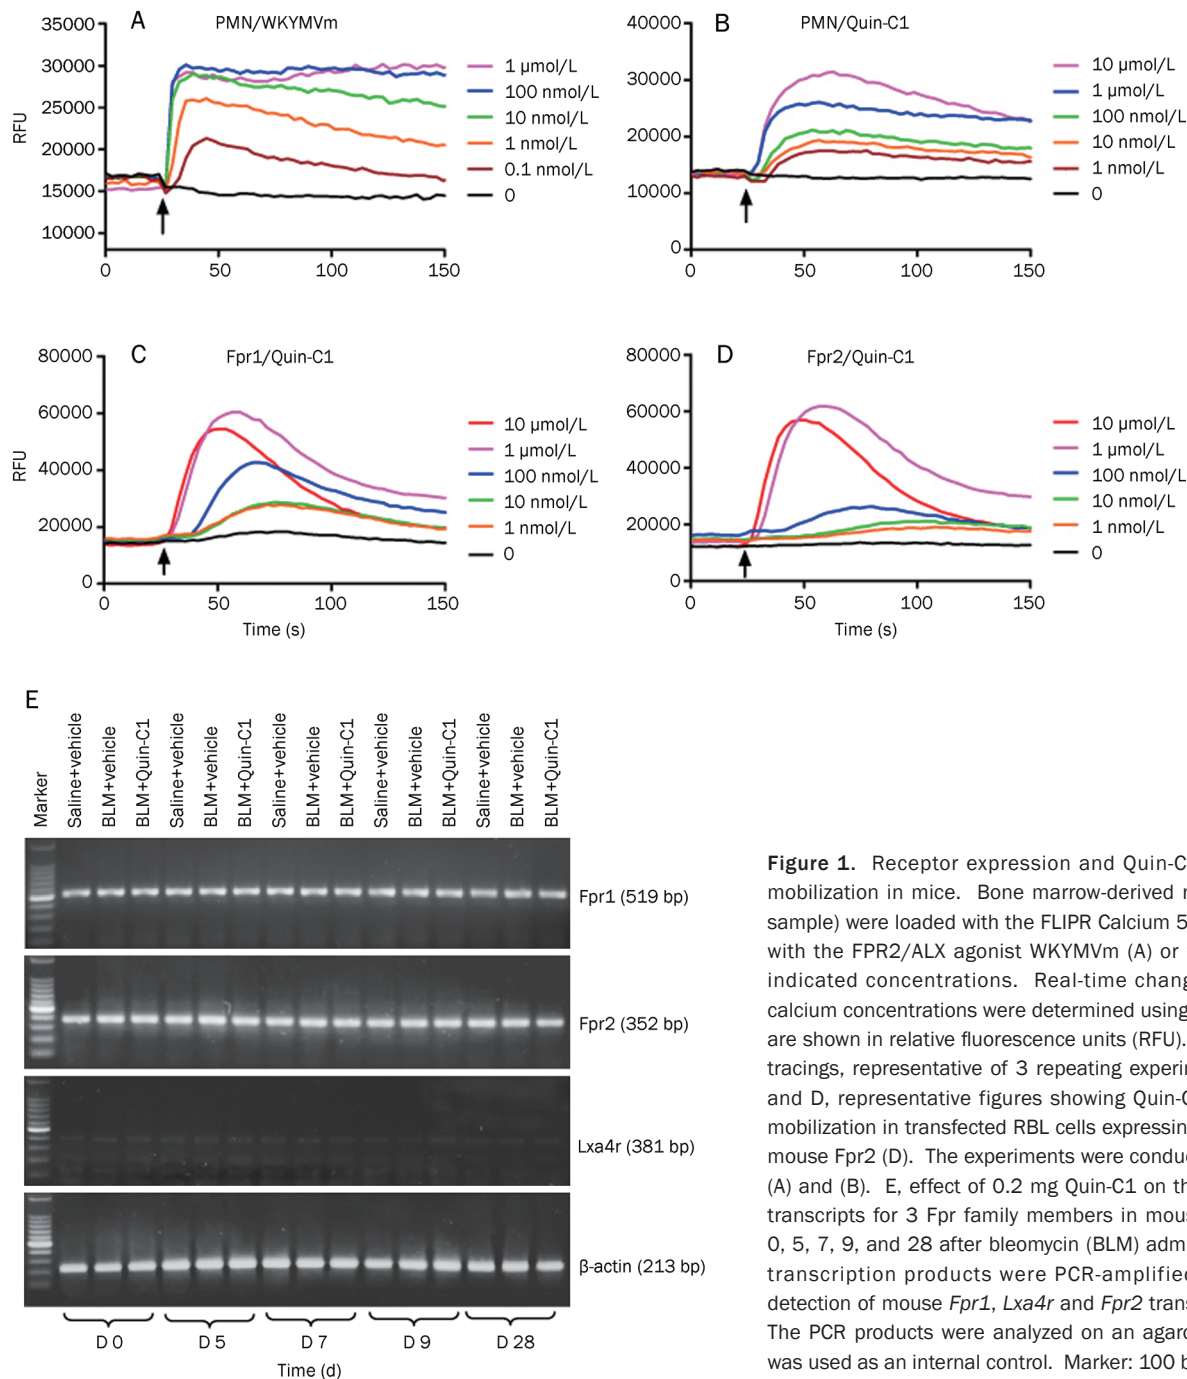 A
PMN/WKYMVm
35000
30000
25000
20000
15000
10000
RFU
0
50
100
150
1 µmol/L
100 nmol/L
10 nmol/L
1 nmol/L
0.1 nmol/L
0
B
PMN/Quin-C1
40000
30000
20000
10000
0
0
50
100
150
10 µmol/L
1 µmol/L
100 nmol/L
10 nmol/L
1 nmol/L
0
C
Fpr1/Quin-C1
80000
60000
40000
20000
0
RFU
0
50
100
150
Time (s)
10 µmol/L
1 µmol/L
100 nmol/L
10 nmol/L
1 nmol/L
0
D
Fpr2/Quin-C1
80000
60000
40000
20000
0
0
50
100
150
Time (s)
10 µmol/L
1 µmol/L
100 nmol/L
10 nmol/L
1 nmol/L
0
E
Marker
Saline+vehicle
BLM+vehicle
BLM+Quin-C1
Saline+vehicle
BLM+vehicle
BLM+Quin-C1
Saline+vehicle
BLM+vehicle
BLM+Quin-C1
Saline+vehicle
BLM+vehicle
BLM+Quin-C1
Saline+vehicle
BLM+vehicle
BLM+Quin-C1
Fpr1 (519 bp)
Fpr2 (352 bp)
Lxa4r (381 bp)
β-actin (213 bp)
D 0
D 5
D 7
D 9
D 28
Time (d)
Figure 1. Receptor expression and Quin-C
mobilization in mice. Bone marrow-derived
sample) were loaded with the FLIPR Calcium 5
with the FPR2/ALX agonist WKYMVm (A) or
indicated concentrations. Real-time chang
calcium concentrations were determined using
are shown in relative fluorescence units (RFU).
tracings, representative of 3 repeating experi
and D, representative figures showing Quin-C
mobilization in transfected RBL cells expressin
mouse Fpr2 (D). The experiments were conduc
(A) and (B). E, effect of 0.2 mg Quin-C1 on th
transcripts for 3 Fpr family members in mous
0, 5, 7, 9, and 28 after bleomycin (BLM) adm
transcription products were PCR-amplified
detection of mouse Fpr1, Lxa4r and Fpr2 trans
The PCR products were analyzed on an agaro
was used as an internal control. Marker: 100 b